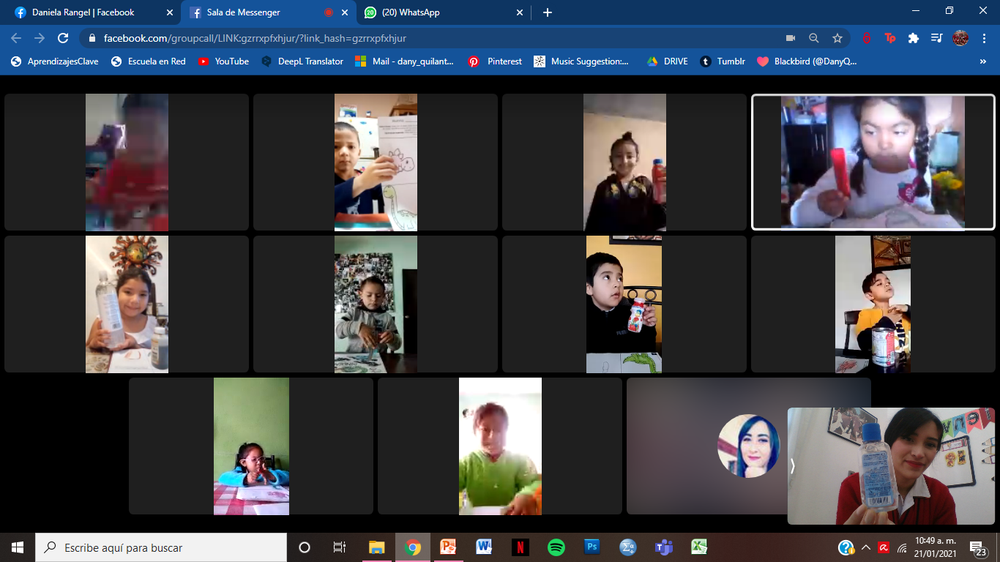 Daniela Rangel | Facebook
Sala de Messenger
(20) WhatsApp
facebook.com/groupcall/LINK:gzrrxpfxhjur/?link_hash=gzrrxpfxhjur
Tp
AprendizajesClave
Escuela en Red
YouTube
DeepL Translator
Mail - dany_quilant...
Pinterest
Music Suggestion:...
DRIVE
Tumblr
Blackbird (@DanyQ...
»
Escribe aquí para buscar
10:49 a. m.
21/01/2021
23